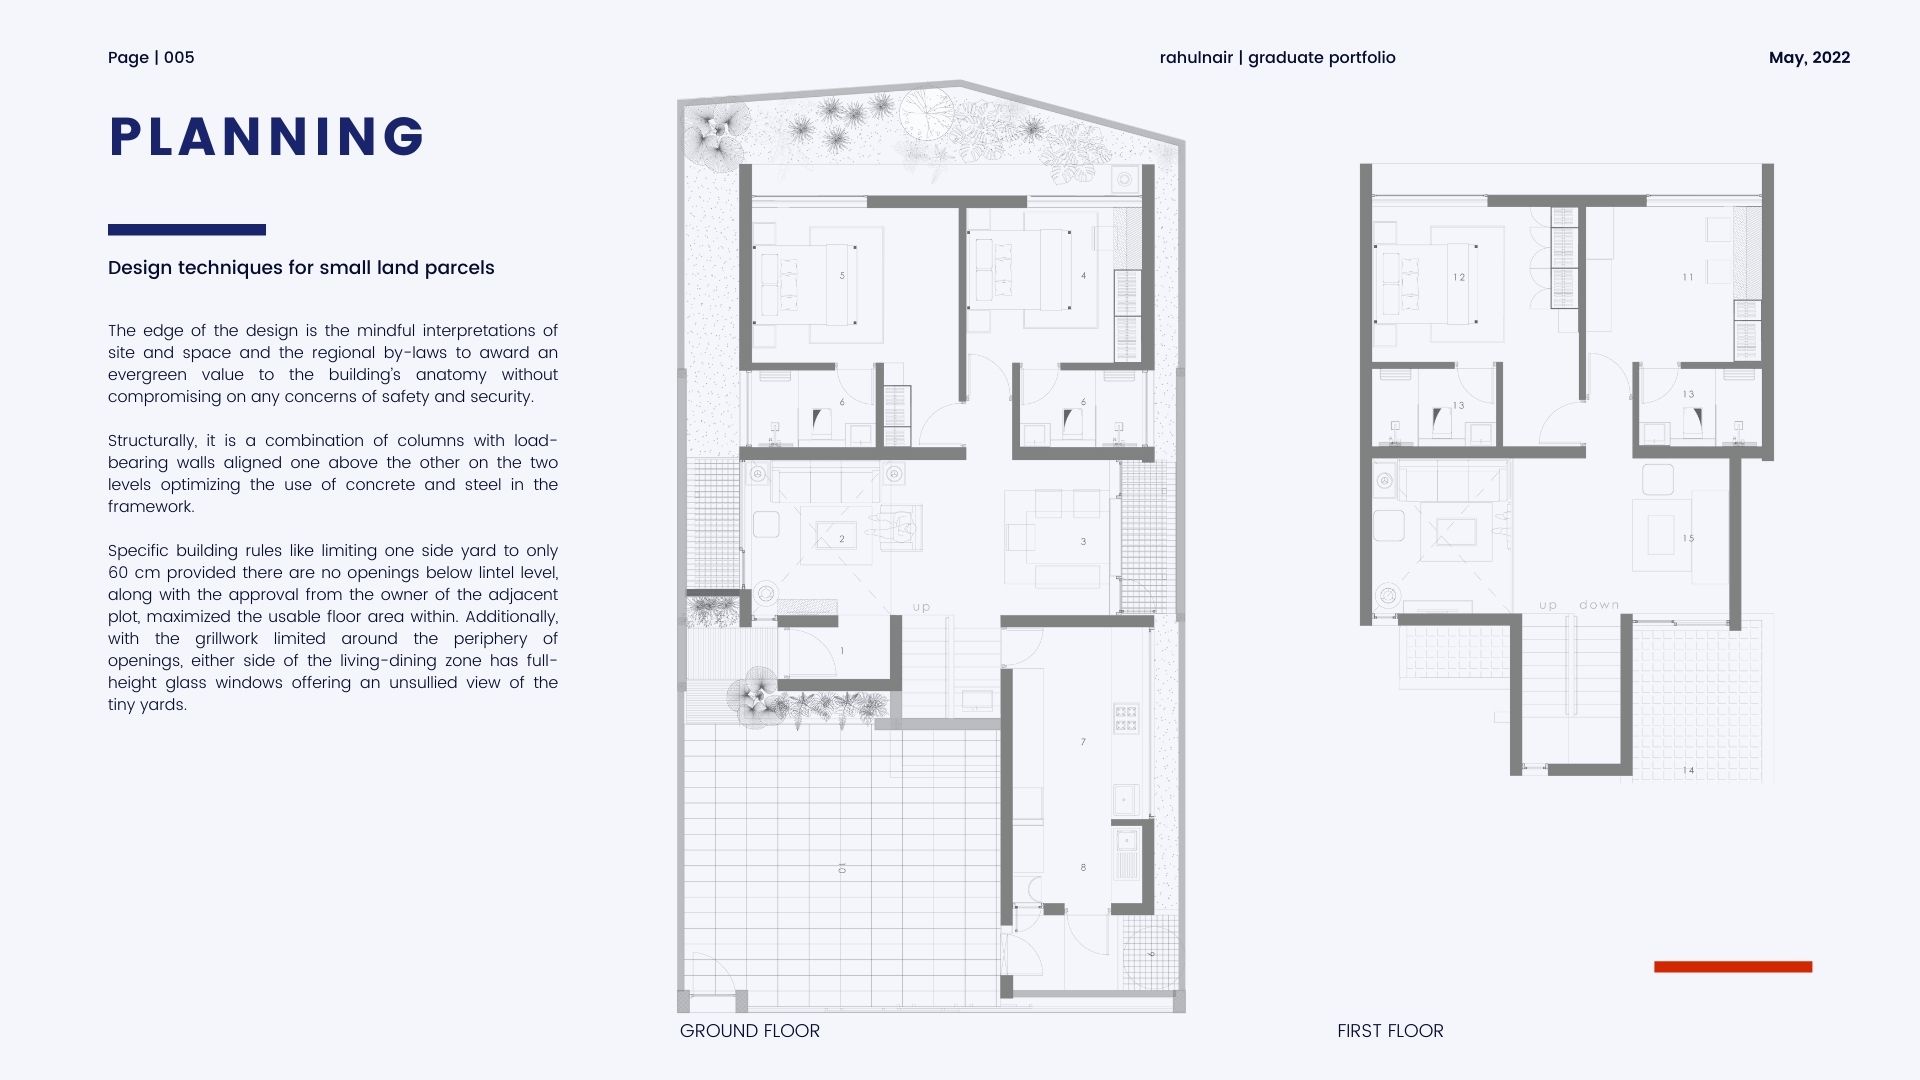 Page | 005
rahulnair | graduate portfolio
May, 2022
PLANNING
Design techniques for small land parcels
The edge of the design is the mindful interpretations of
site and space and the regional by-laws to award an
evergreen value to the building's anatomy without
compromising on any concerns of safety and security.
Structurally, it is a combination of columns with load-
bearing walls aligned one above the other on the two
levels optimizing the use of concrete and steel in the
framework.
Specific building rules like limiting one side yard to only
60 cm provided there are no openings below lintel level,
along with the approval from the owner of the adjacent
plot, maximized the usable floor area within. Additionally,
with the grillwork limited around the periphery of
openings, either side of the living-dining zone has full-
height glass windows offering an unsullied view of the
tiny yards.
5
4
6
6
2
3
up
1
7
8
10
9
GROUND FLOOR
12
11
13
13
15
up down
14
FIRST FLOOR